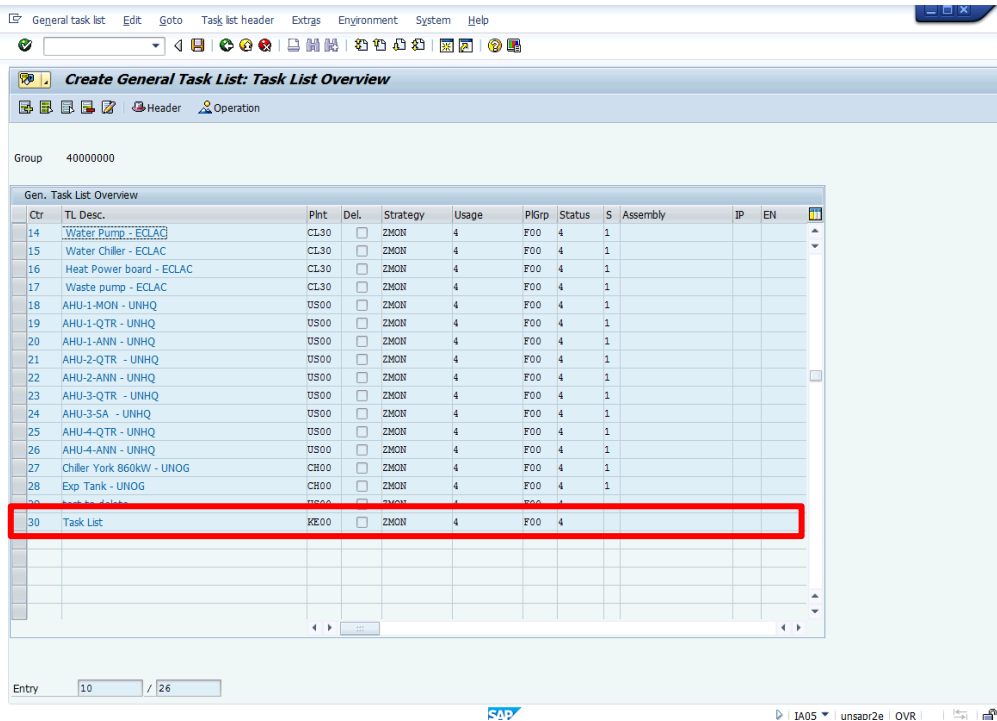 General task list Edit Goto Task list header Extras Environment System Help
Create General Task List: Task List Overview
Header Operation
Group 40000000
Gen. Task List Overview
Ctr TL Desc. Plnt Del. Strategy Usage PlGrp Status S Assembly IP EN
14 Water Pump - ECLAC CL30 ZMON 4 F00 4 1
15 Water Chiller - ECLAC CL30 ZMON 4 F00 4 1
16 Heat Power board - ECLAC CL30 ZMON 4 F00 4 1
17 Waste pump - ECLAC CL30 ZMON 4 F00 4 1
18 AHU-1-MON - UNHQ US00 ZMON 4 F00 4 1
19 AHU-1-QTR - UNHQ US00 ZMON 4 F00 4 1
20 AHU-1-ANN - UNHQ US00 ZMON 4 F00 4 1
21 AHU-2-QTR - UNHQ US00 ZMON 4 F00 4 1
22 AHU-2-ANN - UNHQ US00 ZMON 4 F00 4 1
23 AHU-3-QTR - UNHQ US00 ZMON 4 F00 4 1
24 AHU-3-SA - UNHQ US00 ZMON 4 F00 4 1
25 AHU-4-QTR - UNHQ US00 ZMON 4 F00 4 1
26 AHU-4-ANN - UNHQ US00 ZMON 4 F00 4 1
27 Chiller York 860kW - UNOG CH00 ZMON 4 F00 4 1
28 Exp Tank - UNOG CH00 ZMON 4 F00 4 1
29 test to delete US00 ZMON 4 F00 4
30 Task List KE00 ZMON 4 F00 4
Entry 10 / 26
SAP IA05 unsapr2e OVR